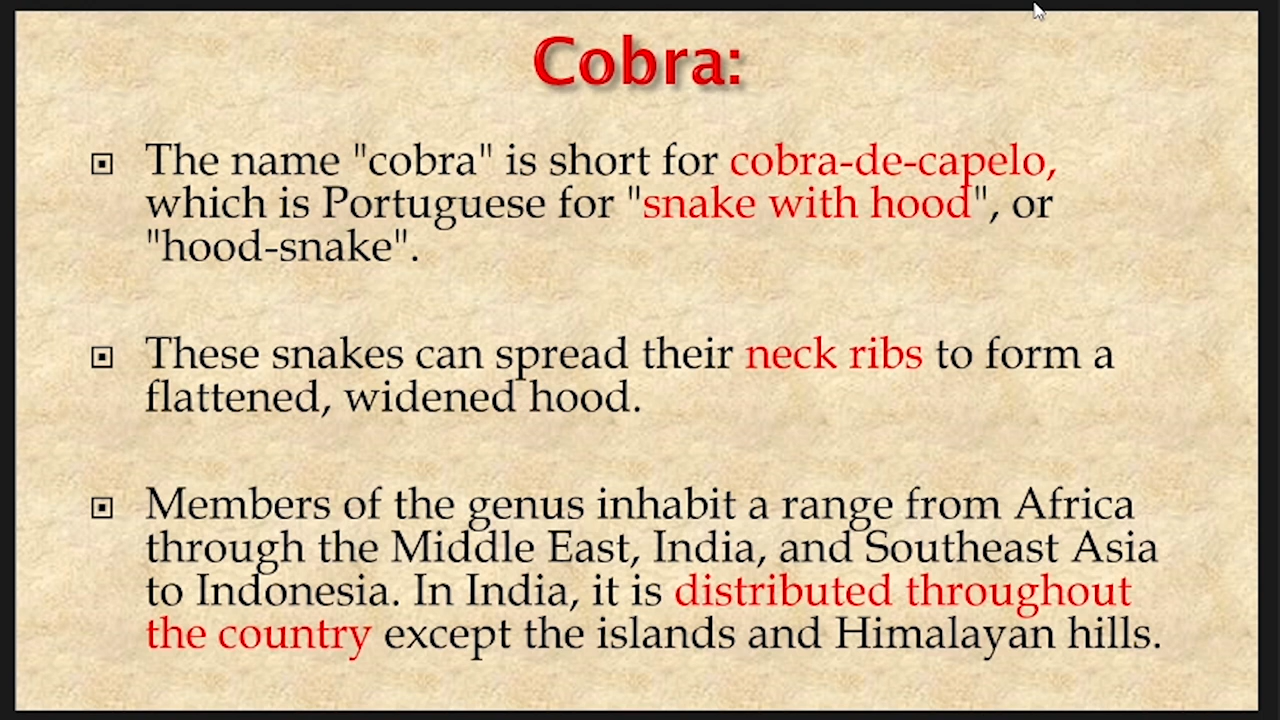 Cobra:
The name "cobra" is short for cobra-de-capelo,
which is Portuguese for "snake with hood", or
"hood-snake".
These snakes can spread their neck ribs to form a
flattened, widened hood.
Members of the genus inhabit a range from Africa
through the Middle East, India, and Southeast Asia
to Indonesia. In India, it is distributed throughout
the country except the islands and Himalayan hills.